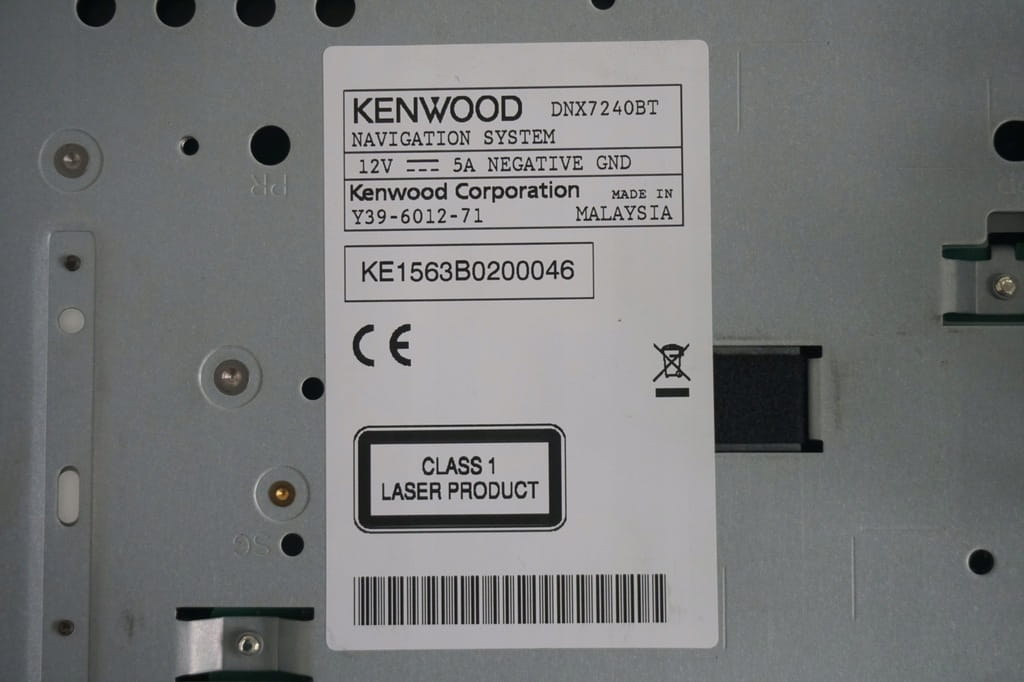 KENWOOD DNX7240BT
NAVIGATION SYSTEM
12V 5A NEGATIVE GND
Kenwood Corporation MADE IN
Y39-6012-71 MALAYSIA
KE1563B0200046
CE
CLASS 1
LASER PRODUCT
PR
SG